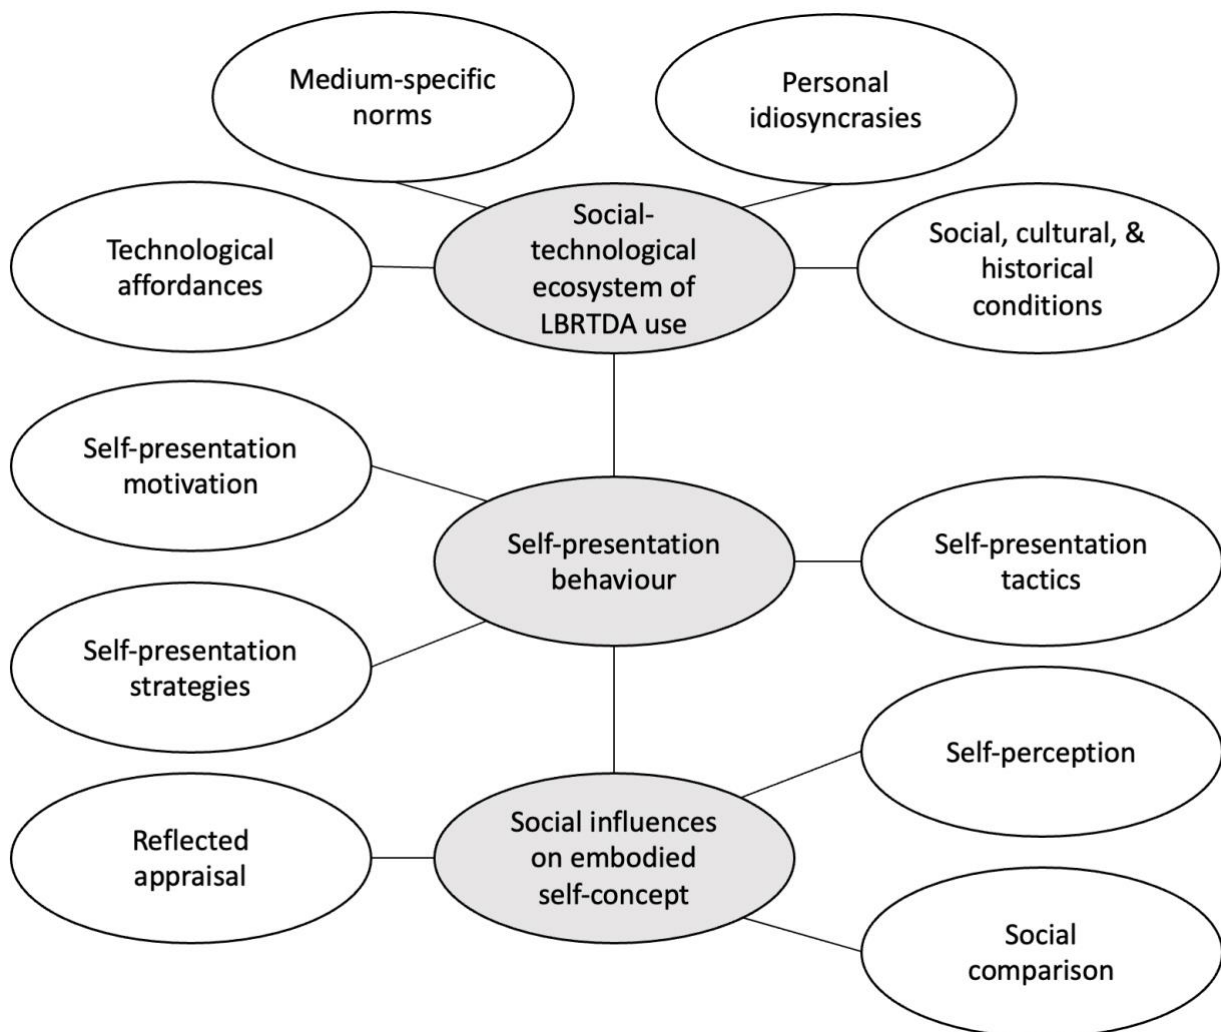 Medium-specific
norms
Personal
idiosyncrasies
Technological
affordances
Social-
technological
ecosystem of
LBRTDA use
Social, cultural, &
historical
conditions
Self-presentation
motivation
Self-presentation
behaviour
Self-presentation
tactics
Self-presentation
strategies
Self-perception
Reflected
appraisal
Social influences
on embodied
self-concept
Social
comparison